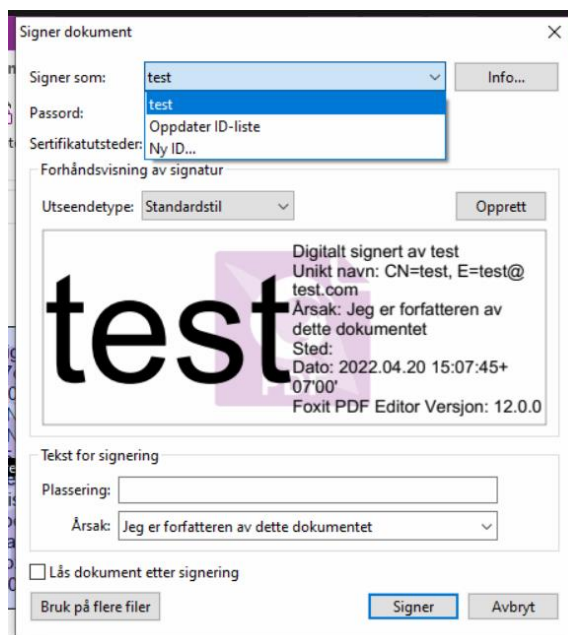 Signer dokument
Signer som: test Info...
test
Passord:
Oppdater ID-liste
Sertifikatutsteder:
Ny ID...
Forhåndsvisning av signatur
Utseendetype: Standardstil Opprett
test
Digitalt signert av test
Unikt navn: CN=test, E=test@
test.com
Årsak: Jeg er forfatteren av
dette dokumentet
Sted:
Dato: 2022.04.20 15:07:45+
07'00'
Foxit PDF Editor Versjon: 12.0.0
PDF
Tekst for signering
Plassering:
Årsak: Jeg er forfatteren av dette dokumentet
Lås dokument etter signering
Bruk på flere filer Signer Avbryt